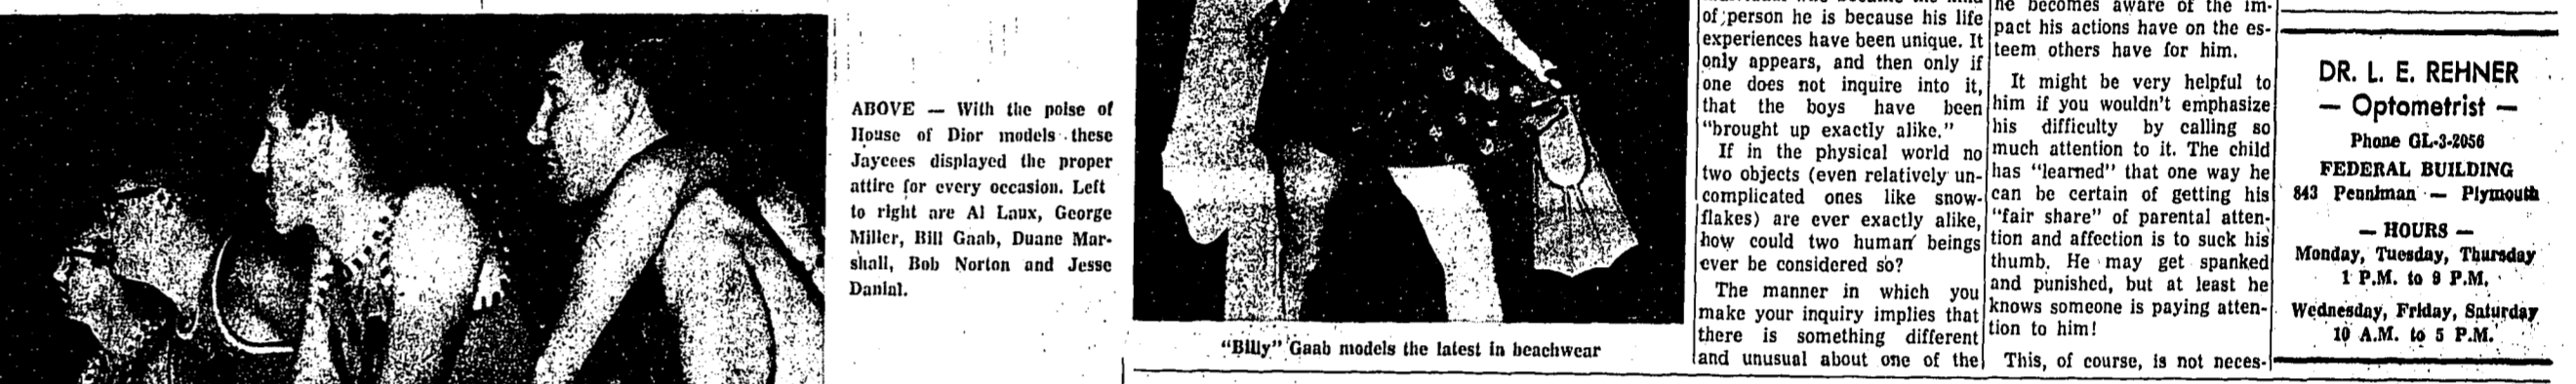 ABOVE — With the poise of
House of Dior models these
Jaycees displayed the proper
attire for every occasion. Left
to right are Al Laux, George
Miller, Bill Gaab, Duane Mar-
shall, Bob Norton and Jesse
Danial.
"Billy" Gaab models the latest in beachwear
of person he is because his life
experiences have been unique. It
only appears, and then only if
one does not inquire into it,
that the boys have been
"brought up exactly alike."
If in the physical world no
two objects (even relatively un-
complicated ones like snow-
flakes) are ever exactly alike,
how could two human beings
ever be considered so?
The manner in which you
make your inquiry implies that
there is something different
and unusual about one of the
he becomes aware of the im-
pact his actions have on the es-
teem others have for him.
It might be very helpful to
him if you wouldn't emphasize
his difficulty by calling so
much attention to it. The child
has "learned" that one way he
can be certain of getting his
"fair share" of parental atten-
tion and affection is to suck his
thumb. He may get spanked
and punished, but at least he
knows someone is paying atten-
tion to him!
This, of course, is not neces-
DR. L. E. REHNER
— Optometrist —
Phone GL-3-2056
FEDERAL BUILDING
843 Penniman — Plymouth
— HOURS —
Monday, Tuesday, Thursday
1 P.M. to 9 P.M.
Wednesday, Friday, Saturday
10 A.M. to 5 P.M.